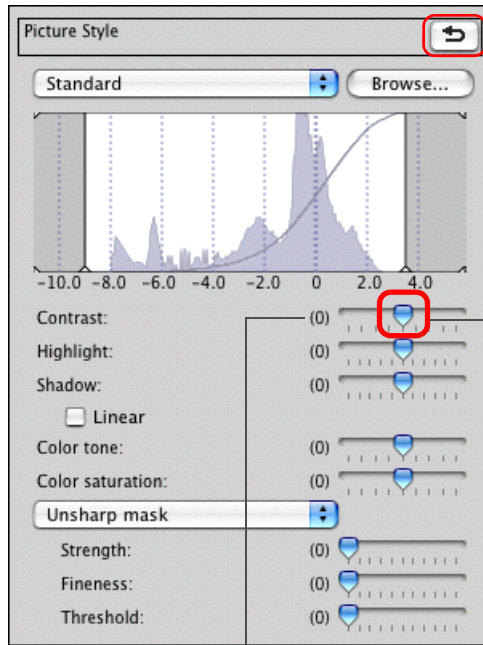 Picture Style
Standard Browse...
-10.0 -8.0 -6.0 -4.0 -2.0 0 2.0 4.0
Contrast: (0)
Highlight: (0)
Shadow: (0)
Linear
Color tone: (0)
Color saturation: (0)
Unsharp mask
Strength: (0)
Fineness: (0)
Threshold: (0)